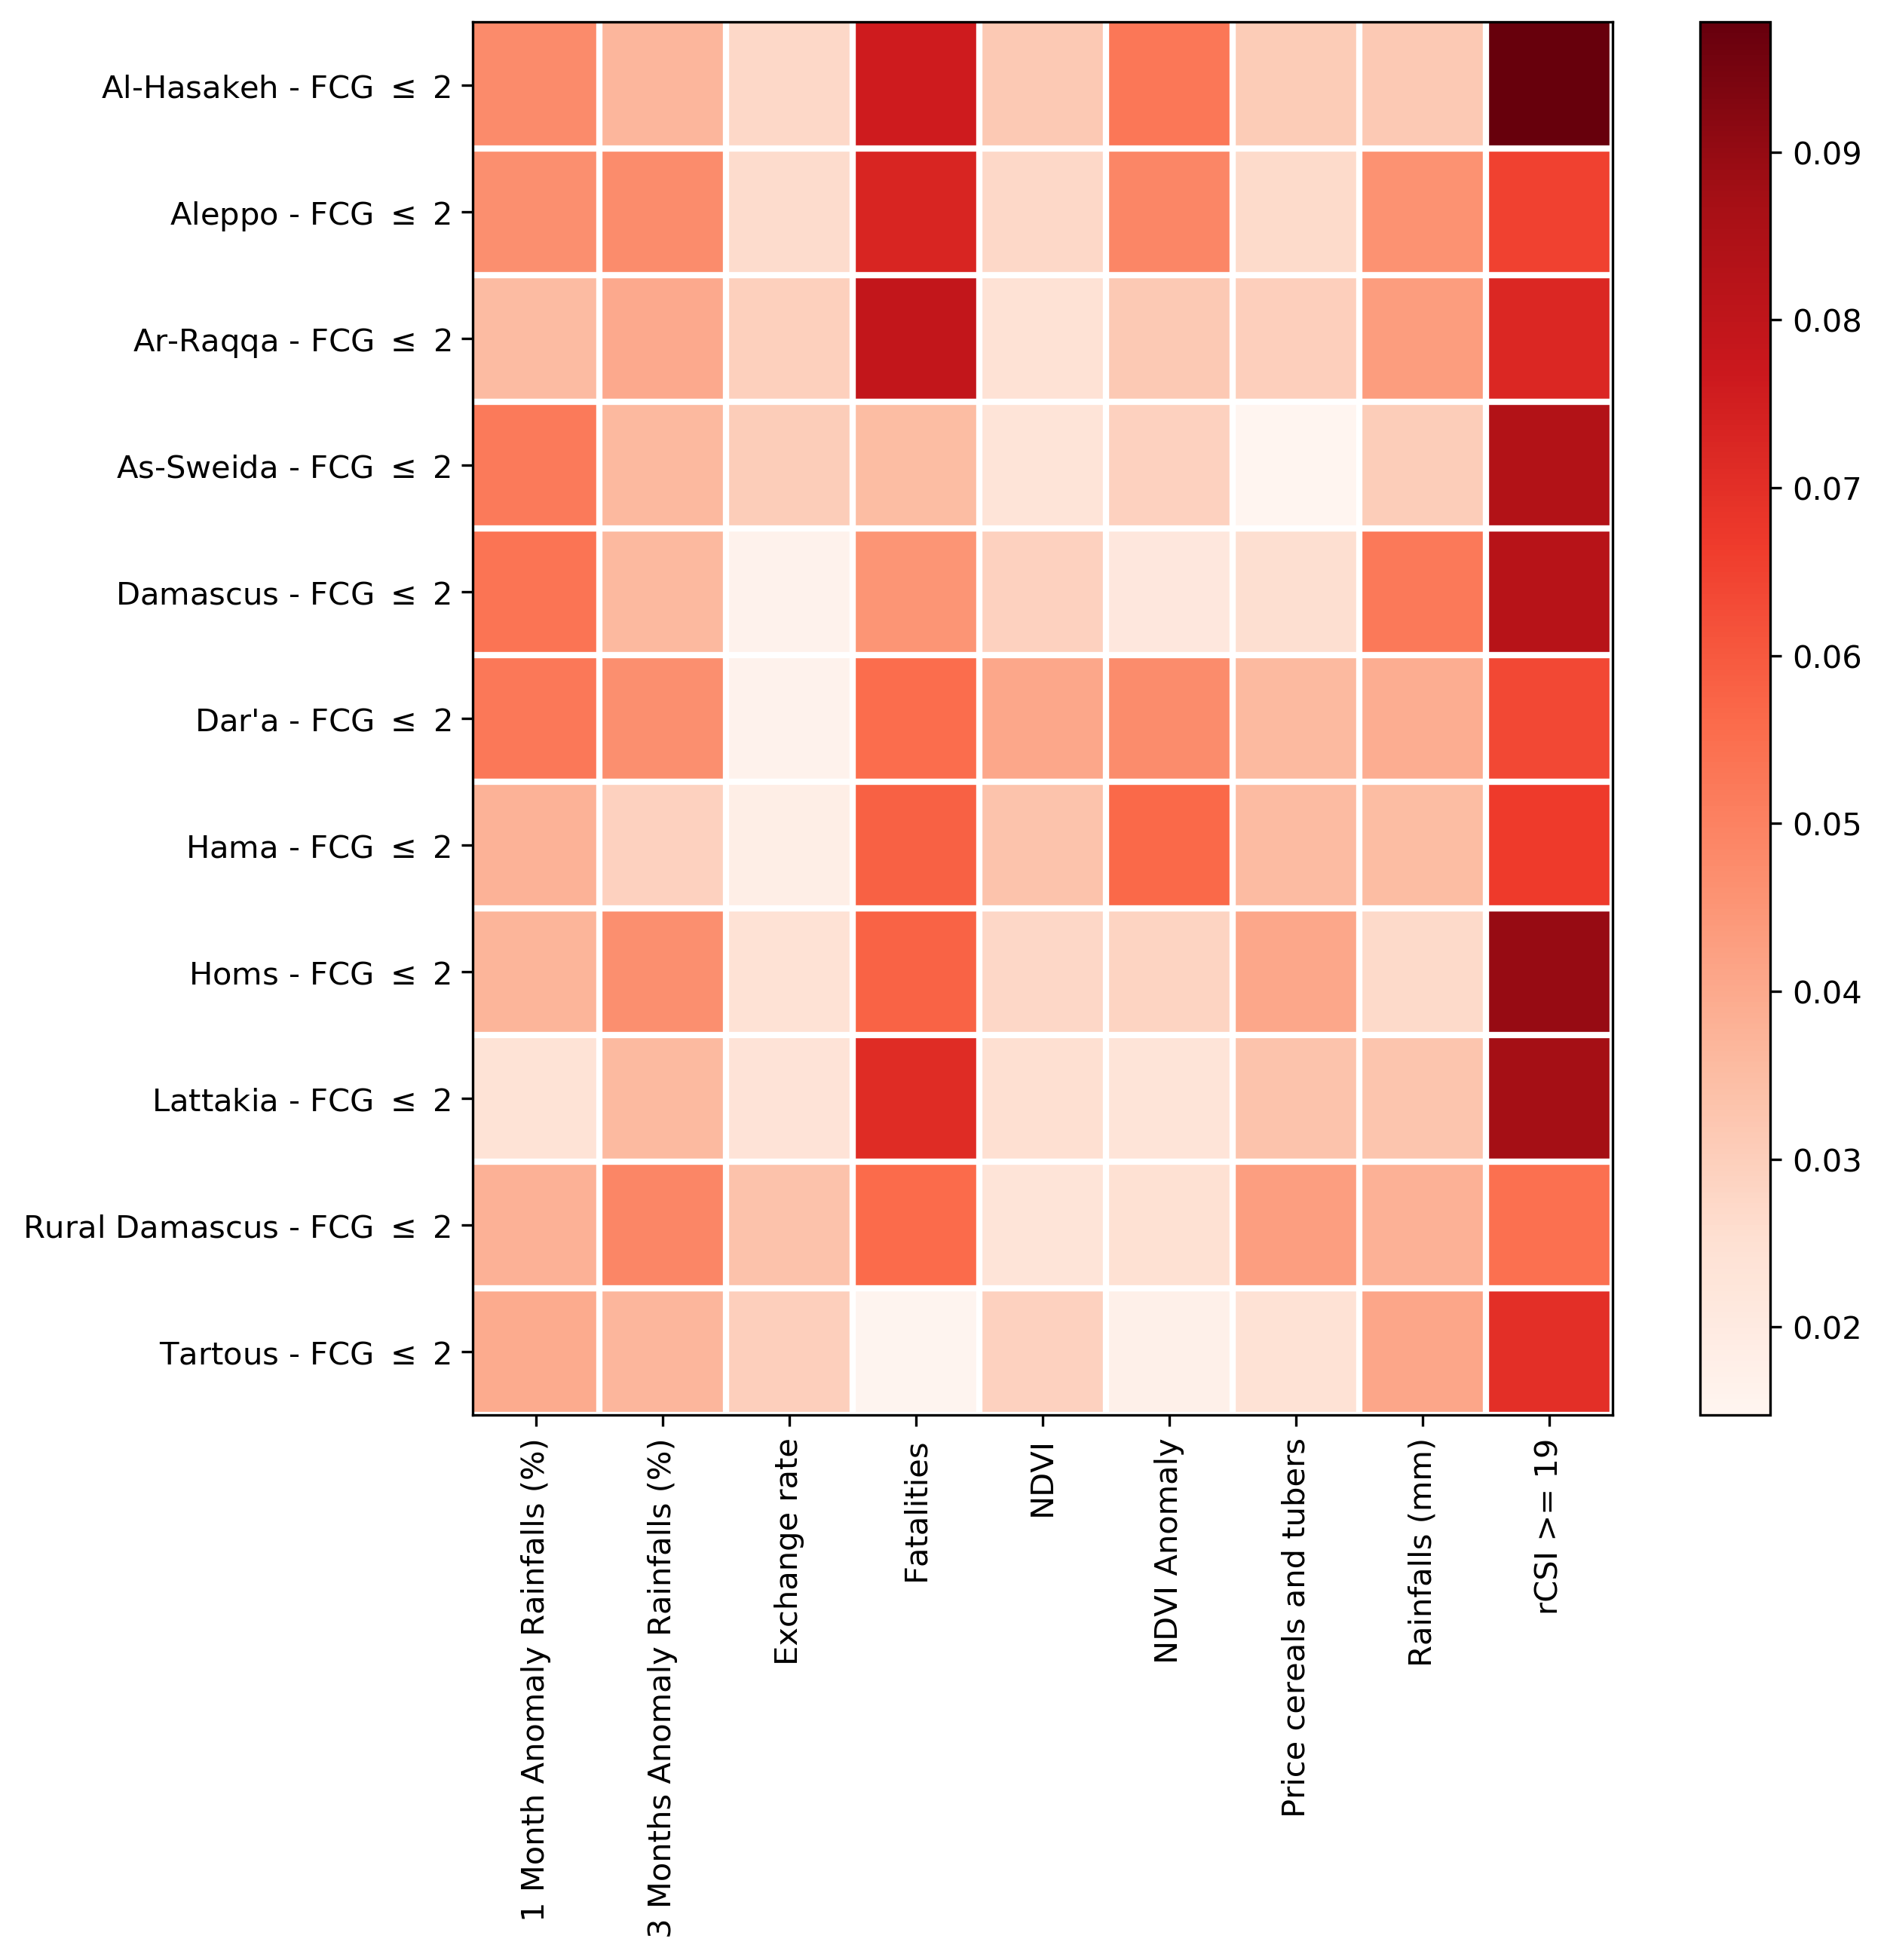 Al-Hasakeh - FCG ≤ 2
Aleppo - FCG ≤ 2
Ar-Raqqa - FCG ≤ 2
As-Sweida - FCG ≤ 2
Damascus - FCG ≤ 2
Dar'a - FCG ≤ 2
Hama - FCG ≤ 2
Homs - FCG ≤ 2
Lattakia - FCG ≤ 2
Rural Damascus - FCG ≤ 2
Tartous - FCG ≤ 2
1 Month Anomaly Rainfalls (%)
3 Months Anomaly Rainfalls (%)
Exchange rate
Fatalities
NDVI
NDVI Anomaly
Price cereals and tubers
Rainfalls (mm)
rCSI >= 19
0.09
0.08
0.07
0.06
0.05
0.04
0.03
0.02